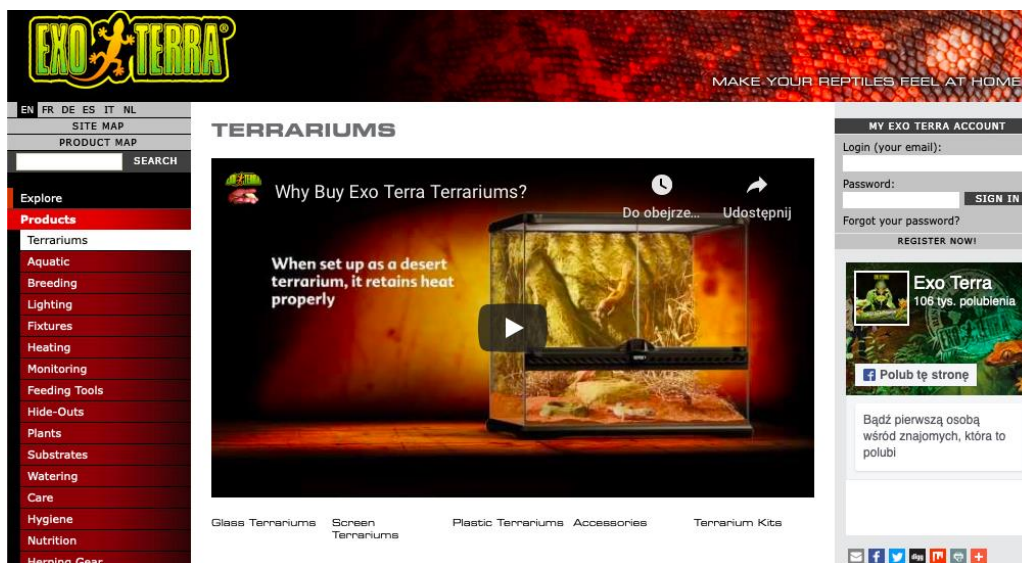 EXO TERRA®
MAKE YOUR REPTILES FEEL AT HOME
EN FR DE ES IT NL
SITE MAP
PRODUCT MAP
SEARCH
Explore
Products
Terrariums
Aquatic
Breeding
Lighting
Fixtures
Heating
Monitoring
Feeding Tools
Hide-Outs
Plants
Substrates
Watering
Care
Hygiene
Nutrition
Herping Gear
TERRARIUMS
Why Buy Exo Terra Terrariums?
Do obejrze...
Udostępnij
When set up as a desert
terrarium, it retains heat
properly
Glass Terrariums
Screen
Terrariums
Plastic Terrariums
Accessories
Terrarium Kits
MY EXO TERRA ACCOUNT
Login (your email):
Password:
SIGN IN
Forgot your password?
REGISTER NOW!
Exo Terra
106 tys. polubienia
Polub tę stronę
Bądź pierwszą osobą
wśród znajomych, która to
polubi
digg